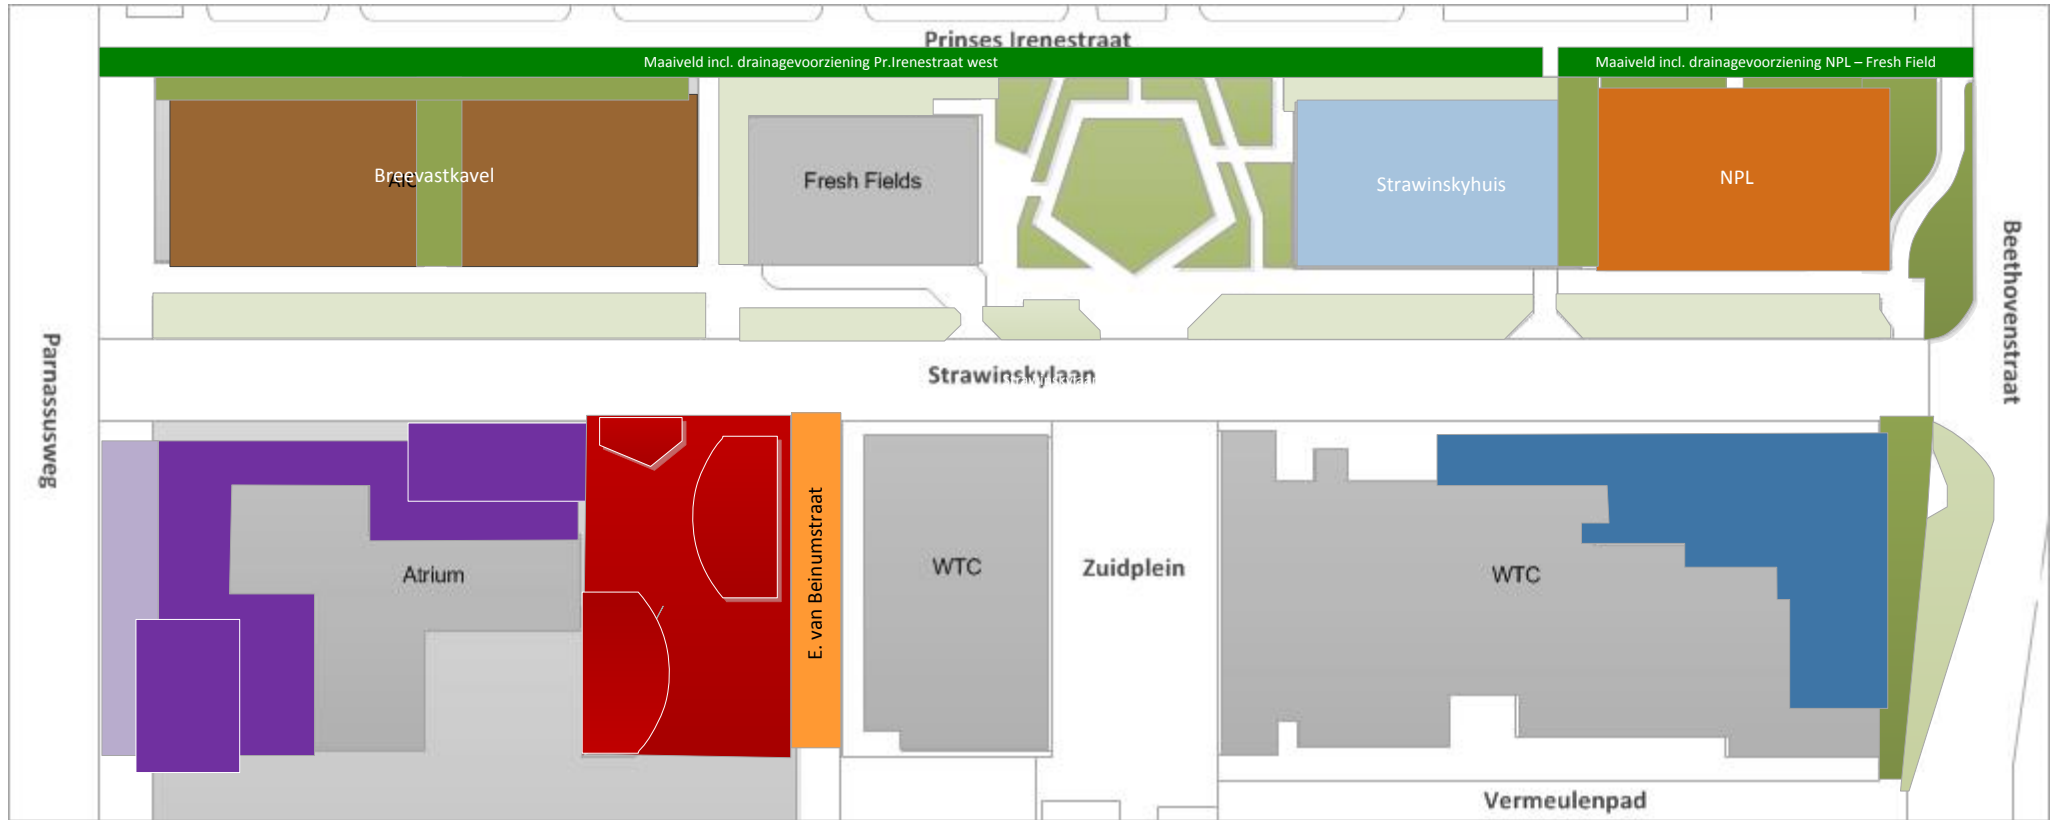 Prinses Irenestraat
Maaiveld incl. drainagevoorziening Pr.Irenestraat west
Maaiveld incl. drainagevoorziening NPL – Fresh Field
Breevastkavel
Fresh Fields
Strawinskyhuis
NPL
Beethovenstraat
Parnassusweg
Strawinskylaan
Strawinskylaan
E. van Beinumstraat
Atrium
WTC
Zuidplein
WTC
Vermeulenpad